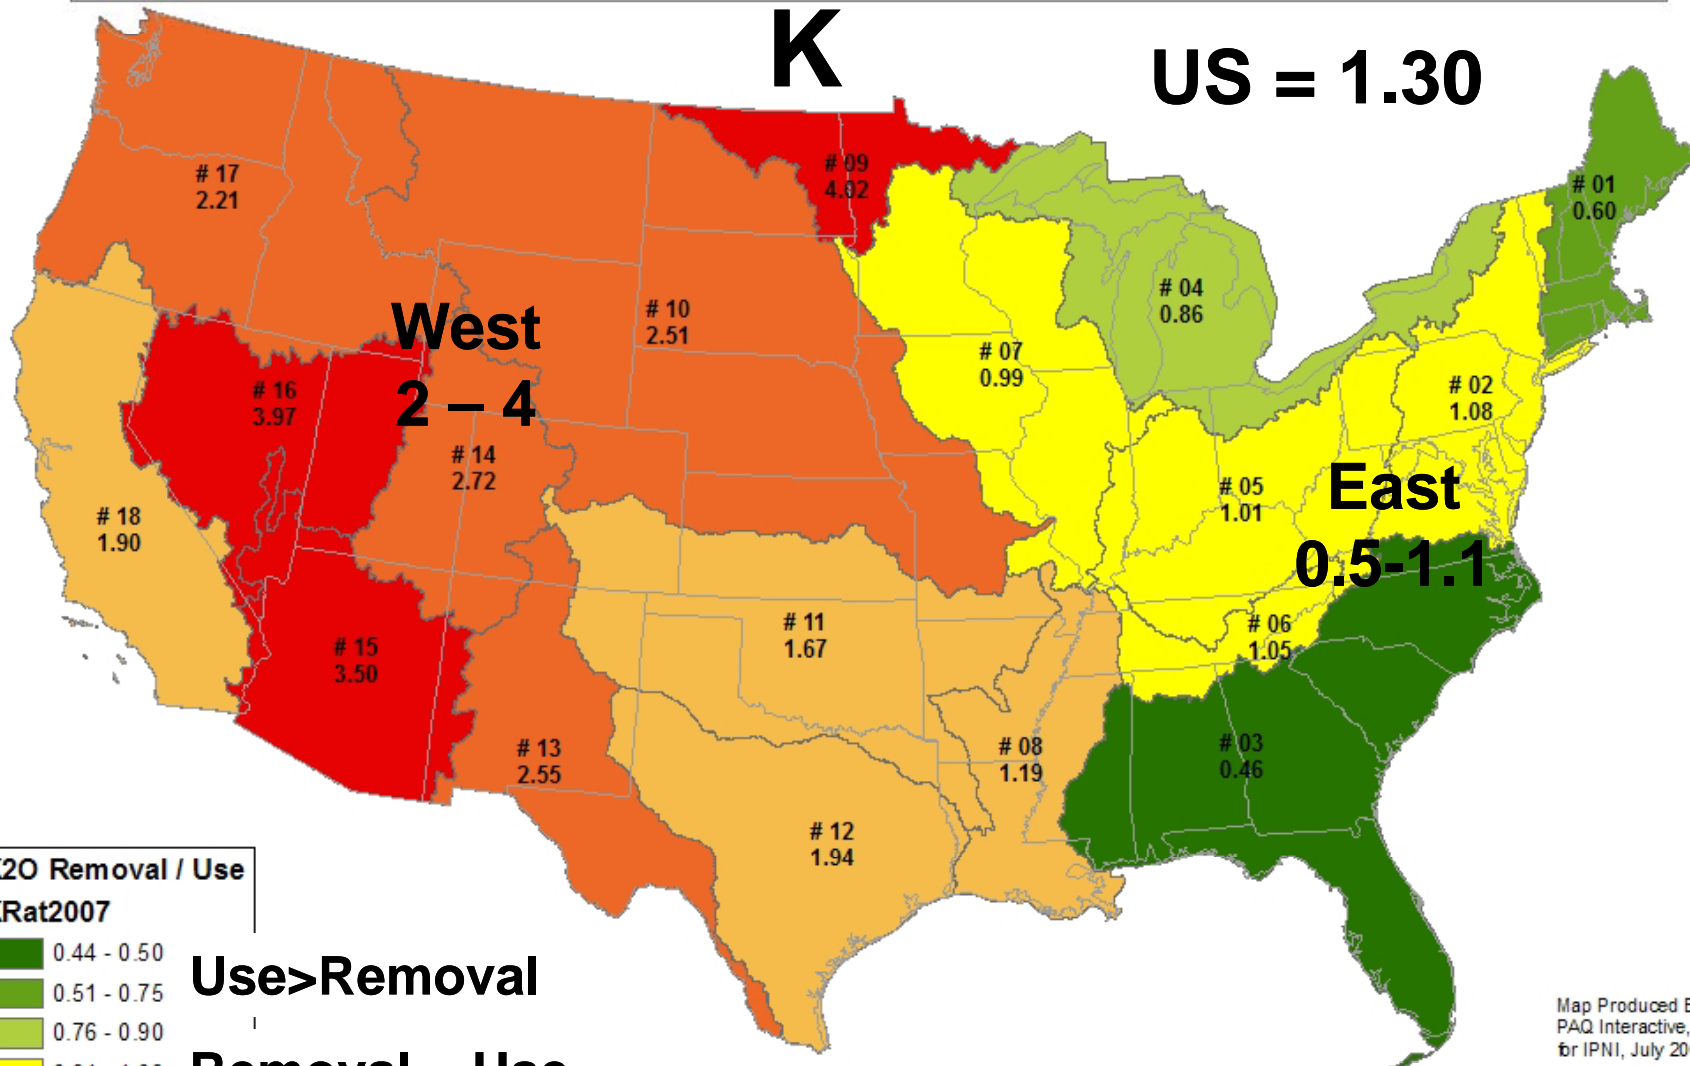 K
US = 1.30
# 17
2.21
# 09
4.02
# 01
0.60
# 04
0.86
# 10
2.51
West
2 – 4
# 07
0.99
# 16
3.97
# 02
1.08
# 14
2.72
# 05
1.01
East
0.5-1.1
# 18
1.90
# 11
1.67
# 06
1.05
# 15
3.50
# 13
2.55
# 08
1.19
# 03
0.46
# 12
1.94
2O Removal / Use
Rat2007
0.44 - 0.50
0.51 - 0.75
0.76 - 0.90
Use>Removal
Map Produced
PAQ Interactive,
for IPNI, July